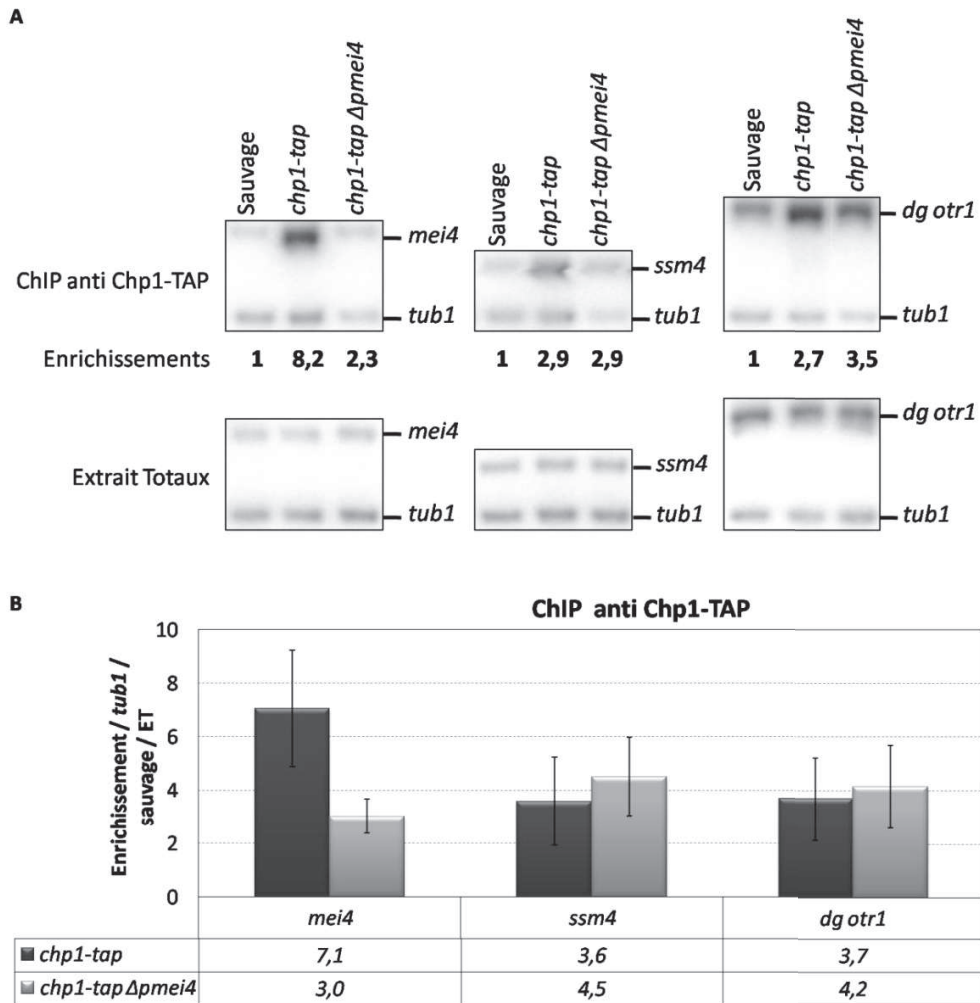 A
Sauvage
chp1-tap
chp1-tap Δpmei4
Sauvage
chp1-tap
chp1-tap Δpmei4
Sauvage
chp1-tap
chp1-tap Δpmei4
ChIP anti Chp1-TAP
mei4
tub1
ssm4
tub1
dg otr1
tub1
Enrichissements
1 8,2 2,3
1 2,9 2,9
1 2,7 3,5
Extrait Totaux
mei4
tub1
ssm4
tub1
dg otr1
tub1
B
ChIP anti Chp1-TAP
Enrichissement / tub1 /
sauvage / ET
10
8
6
4
2
0
mei4 ssm4 dg otr1
chp1-tap 7,1 3,6 3,7
chp1-tap Δpmei4 3,0 4,5 4,2